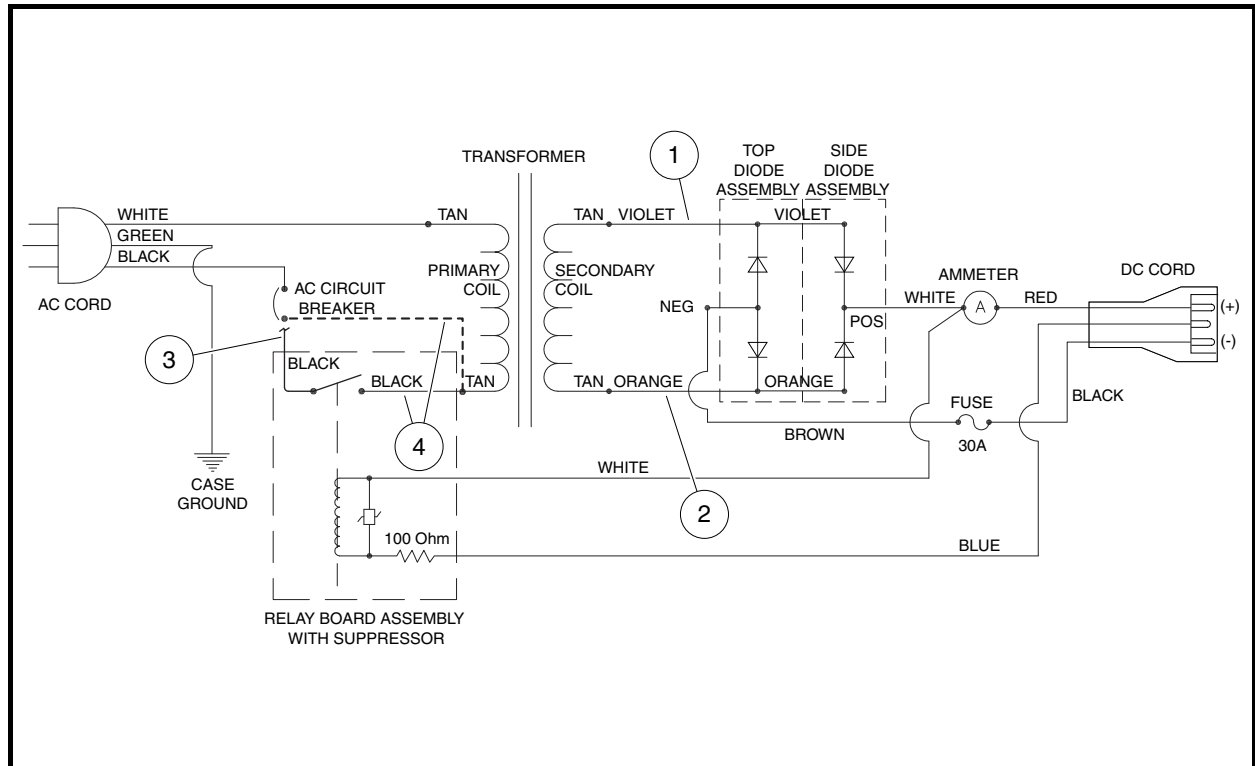 TRANSFORMER
1
TOP
DIODE
ASSEMBLY
SIDE
DIODE
ASSEMBLY
WHITE
GREEN
BLACK
AC CORD
TAN
TAN
VIOLET
VIOLET
PRIMARY
COIL
SECONDARY
COIL
AC CIRCUIT
BREAKER
NEG
POS
WHITE
AMMETER
A
RED
DC CORD
(+)
(-)
3
BLACK
BLACK
TAN
TAN
ORANGE
ORANGE
4
BROWN
FUSE
30A
BLACK
CASE
GROUND
WHITE
2
100 Ohm
BLUE
RELAY BOARD ASSEMBLY
WITH SUPPRESSOR